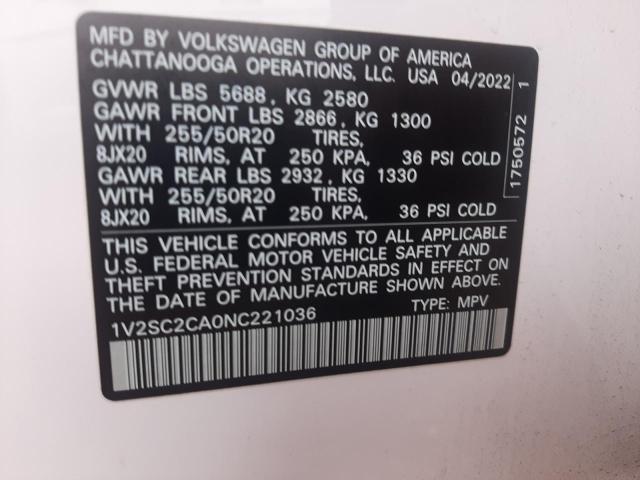 MFD BY VOLKSWAGEN GROUP OF AMERICA
CHATTANOOGA OPERATIONS, LLC. USA 04/2022
GVWR LBS 5688, KG 2580
GAWR FRONT LBS 2866, KG 1300
WITH 255/50R20 TIRES,
8JX20 RIMS, AT 250 KPA, 36 PSI COLD
GAWR REAR LBS 2932, KG 1330
WITH 255/50R20 TIRES,
8JX20 RIMS, AT 250 KPA, 36 PSI COLD
THIS VEHICLE CONFORMS TO ALL APPLICABLE
U.S. FEDERAL MOTOR VEHICLE SAFETY AND
THEFT PREVENTION STANDARDS IN EFFECT ON
THE DATE OF MANUFACTURE SHOWN ABOVE.
1V2SC2CA0NC221036 TYPE: MPV
1750572 1